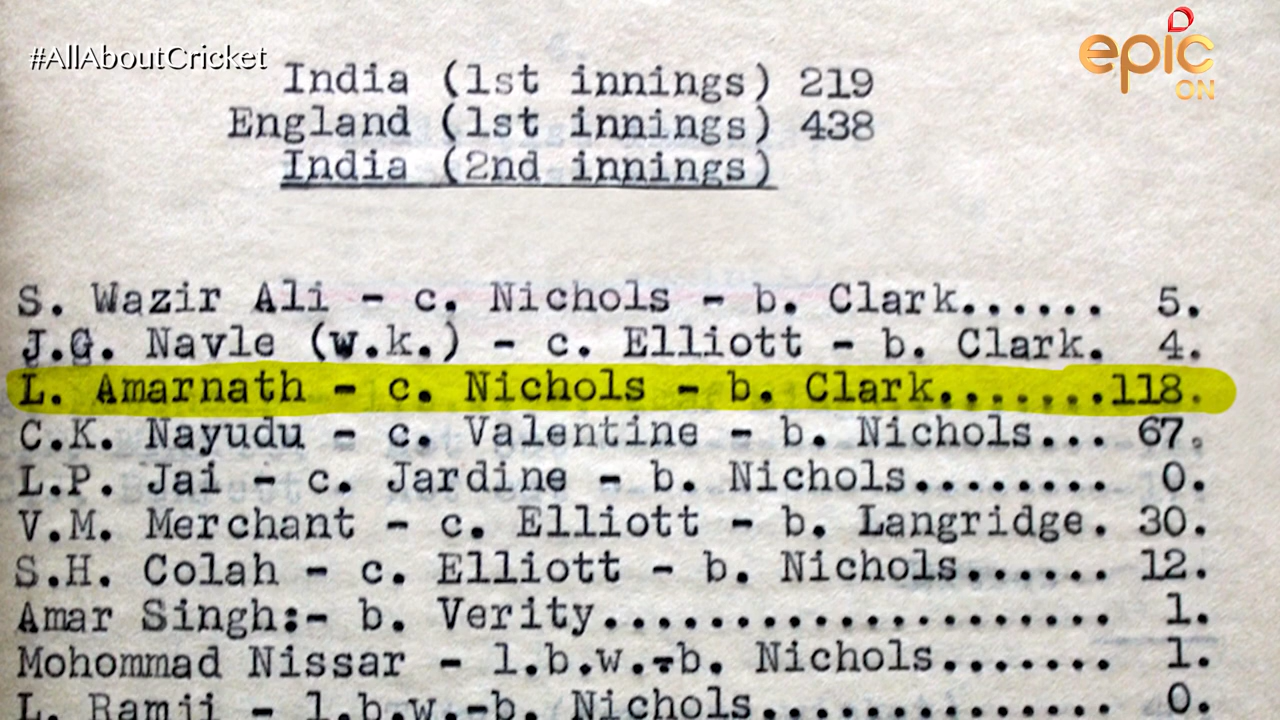 #AllAboutCricket
epic
ON
India (1st innings) 219
England (1st innings) 438
India (2nd innings)
S. Wazir Ali - c. Nichols - b. Clark...... 5.
J.G. Navle (w.k.) - c. Elliott - b. Clark. 4.
L. Amarnath - c. Nichols - b. Clark.......118.
C.K. Nayudu - c. Valentine - b. Nichols... 67.
L.P. Jai - c. Jardine - b. Nichols........ 0.
V.M. Merchant - c. Elliott - b. Langridge. 30.
S.H. Colah - c. Elliott - b. Nichols...... 12.
Amar Singh:- b. Verity.................... 1.
Mohommad Nissar - l.b.w.-b. Nichols....... 1.
L. Ramji - l.b.w.-b. Nichols.............. 0.